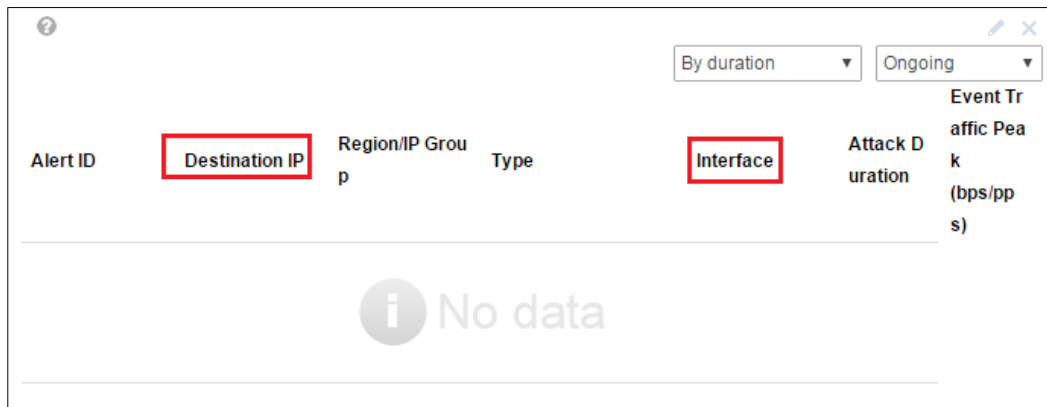 ?
By duration ▼ Ongoing ▼
Alert ID
Destination IP
Region/IP Grou
p
Type
Interface
Attack D
uration
Event Tr
affic Pea
k
(bps/pp
s)
i No data